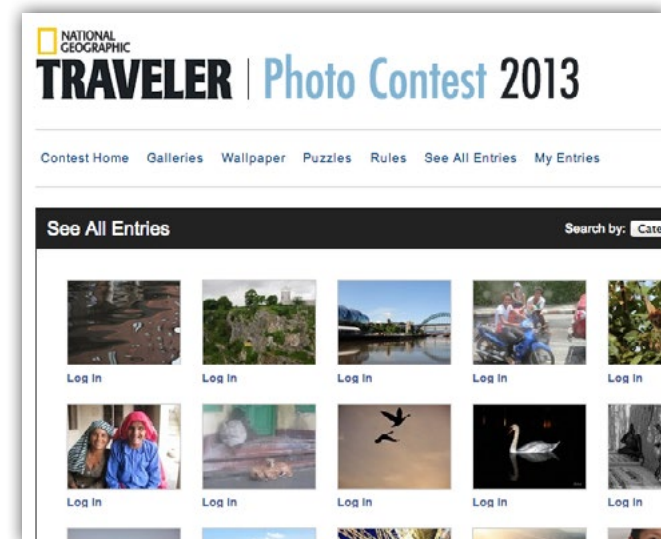 NATIONAL
GEOGRAPHIC
TRAVELER | Photo Contest 2013
Contest Home Galleries Wallpaper Puzzles Rules See All Entries My Entries
See All Entries Search by: Cate
Log In Log In Log In Log In Log In
Log In Log In Log In Log In Log In